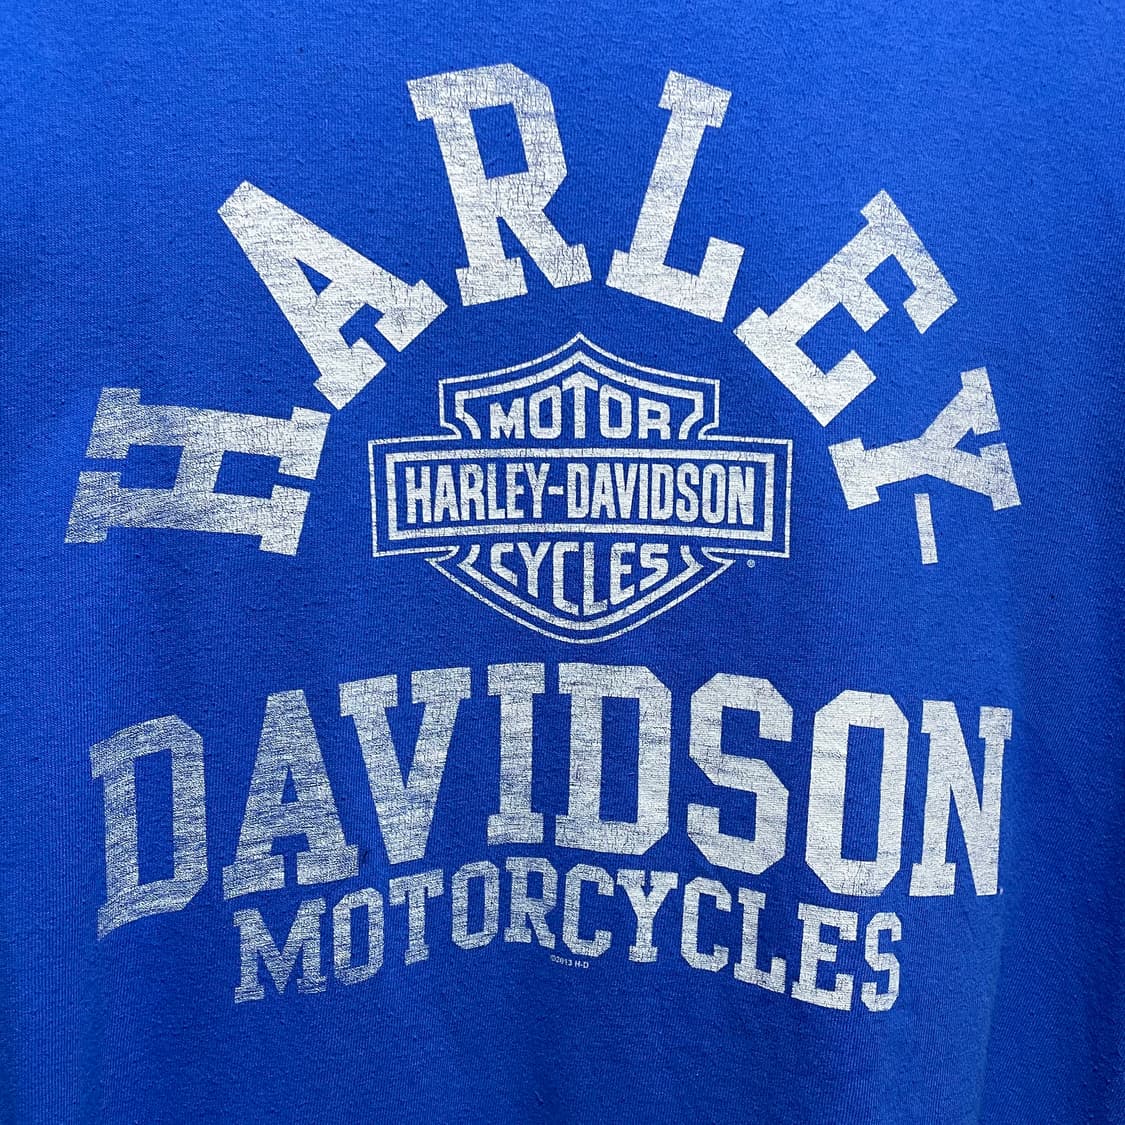 HARLEY-
MOTOR
HARLEY-DAVIDSON
CYCLES
®
DAVIDSON
MOTORCYCLES
©2013 H-D